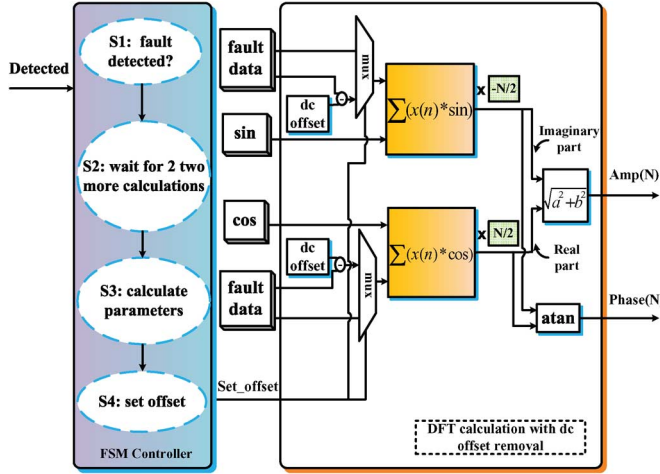 Detected
S1: fault
detected?
S2: wait for 2 two
more calculations
S3: calculate
parameters
S4: set offset
FSM Controller
Set_offset
fault
data
dc
offset
sin
mux
∑(x(n)*sin)
x -N/2
Imaginary
part
√a²+b²
Amp(N)
cos
dc
offset
fault
data
mux
∑(x(n)*cos)
x N/2
Real
part
atan
Phase(N
DFT calculation with dc
offset removal